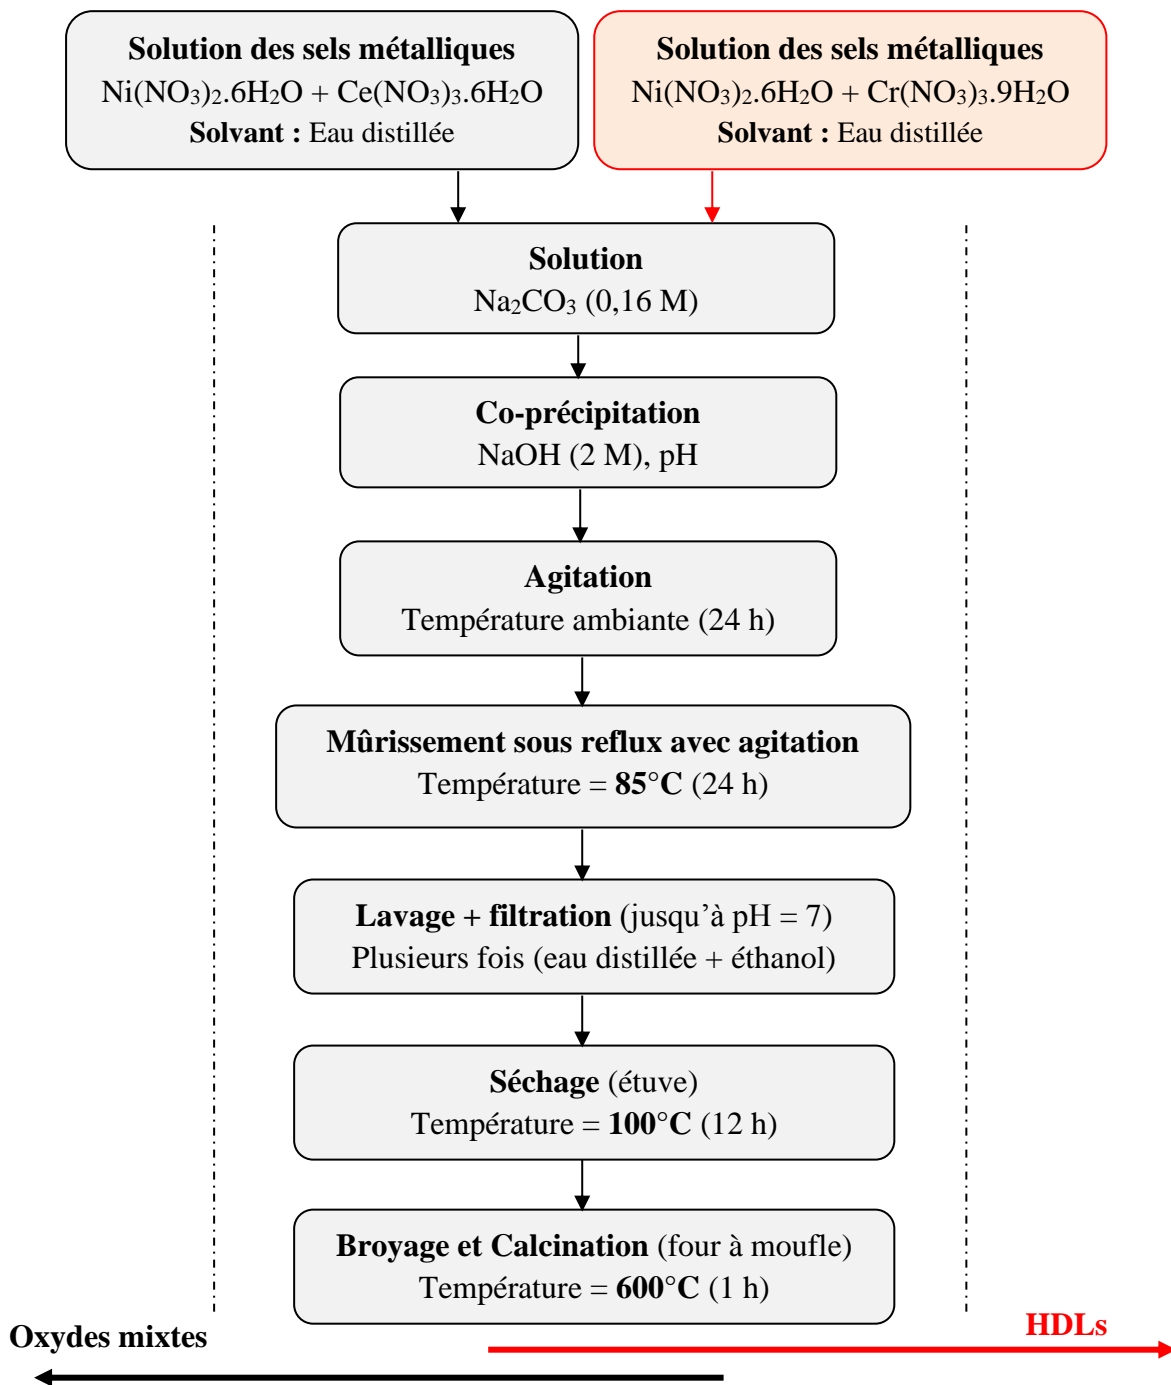 Solution des sels métalliques
Ni(NO₃)₂.6H₂O + Ce(NO₃)₃.6H₂O
Solvant : Eau distillée
Solution des sels métalliques
Ni(NO₃)₂.6H₂O + Cr(NO₃)₃.9H₂O
Solvant : Eau distillée
Solution
Na₂CO₃ (0,16 M)
Co-précipitation
NaOH (2 M), pH
Agitation
Température ambiante (24 h)
Mûrissement sous reflux avec agitation
Température = 85°C (24 h)
Lavage + filtration (jusqu’à pH = 7)
Plusieurs fois (eau distillée + éthanol)
Séchage (étuve)
Température = 100°C (12 h)
Broyage et Calcination (four à moufle)
Température = 600°C (1 h)
Oxydes mixtes
HDLs